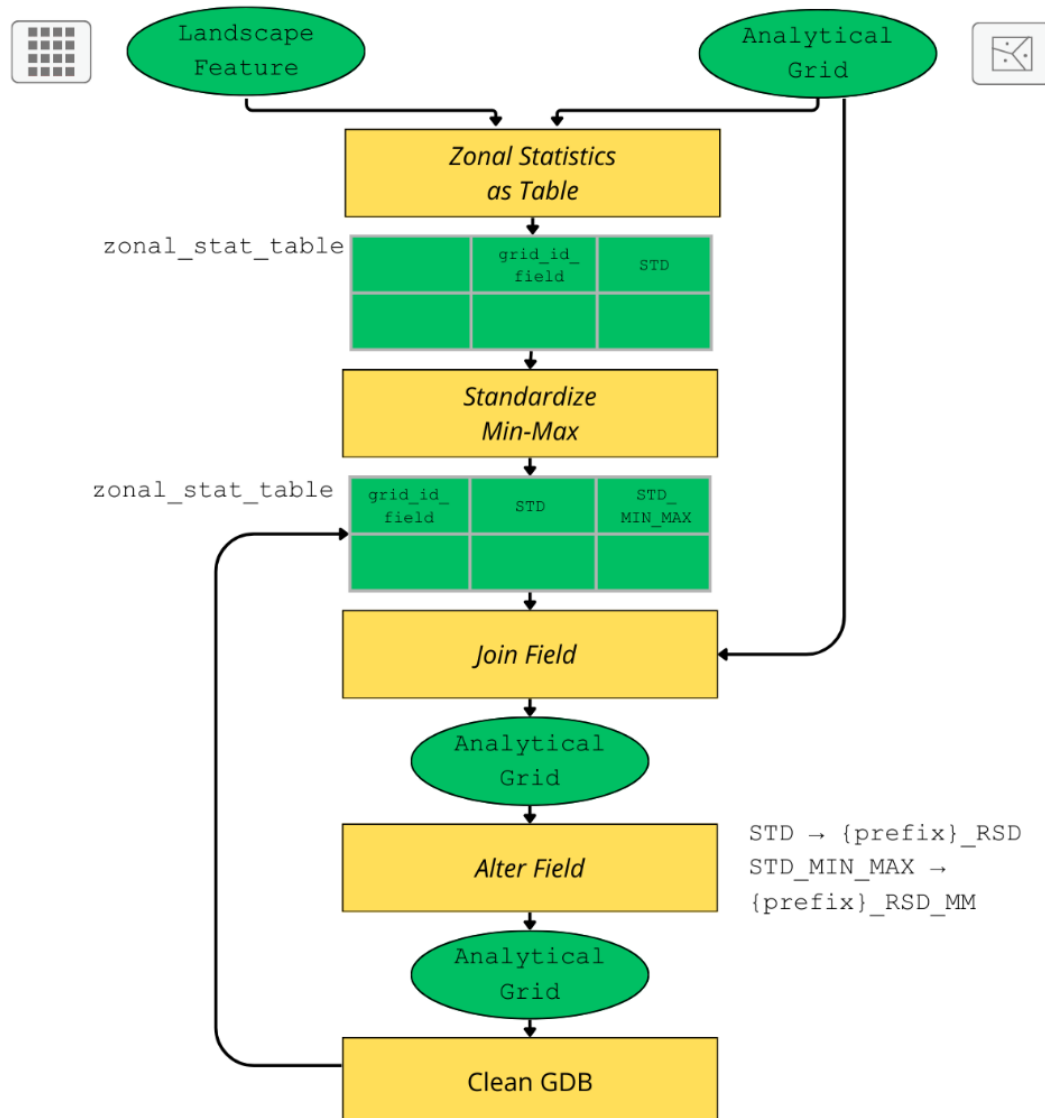 Landscape
Feature
Analytical
Grid
Zonal Statistics
as Table
zonal_stat_table
grid_id_
field
STD
Standardize
Min-Max
zonal_stat_table
grid_id_
field
STD
STD_
MIN_MAX
Join Field
Analytical
Grid
Alter Field
STD → {prefix}_RSD
STD_MIN_MAX →
{prefix}_RSD_MM
Analytical
Grid
Clean GDB